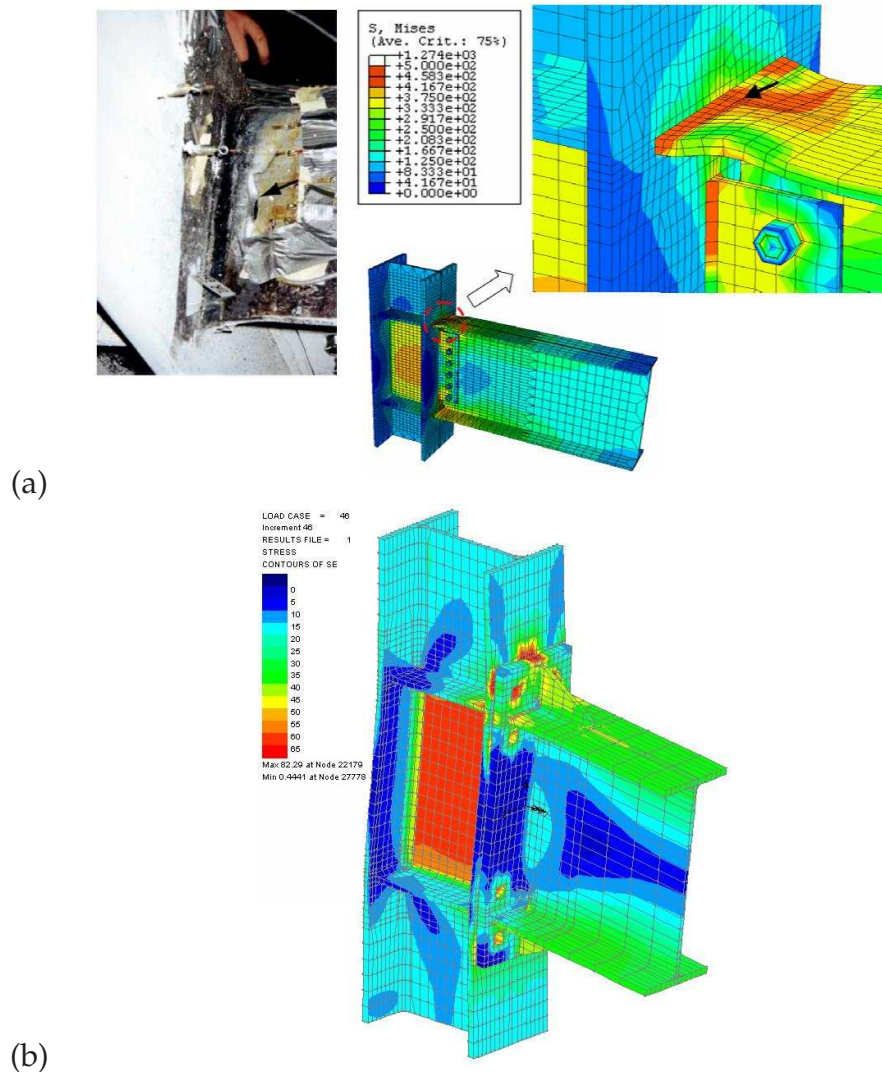 S, Mises
(Ave. Crit.: 75%)
+1.274e+03
+5.000e+02
+4.583e+02
+4.167e+02
+3.750e+02
+3.333e+02
+2.917e+02
+2.500e+02
+2.083e+02
+1.667e+02
+1.250e+02
+8.333e+01
+4.167e+01
+0.000e+00
(a)
LOAD CASE = 46
Increment 46
RESULTS FILE = 1
STRESS
CONTOURS OF SE
0
5
10
15
20
25
30
35
40
45
50
55
60
65
Max 82.29 at Node 22179
Min 0.4441 at Node 27778
(b)